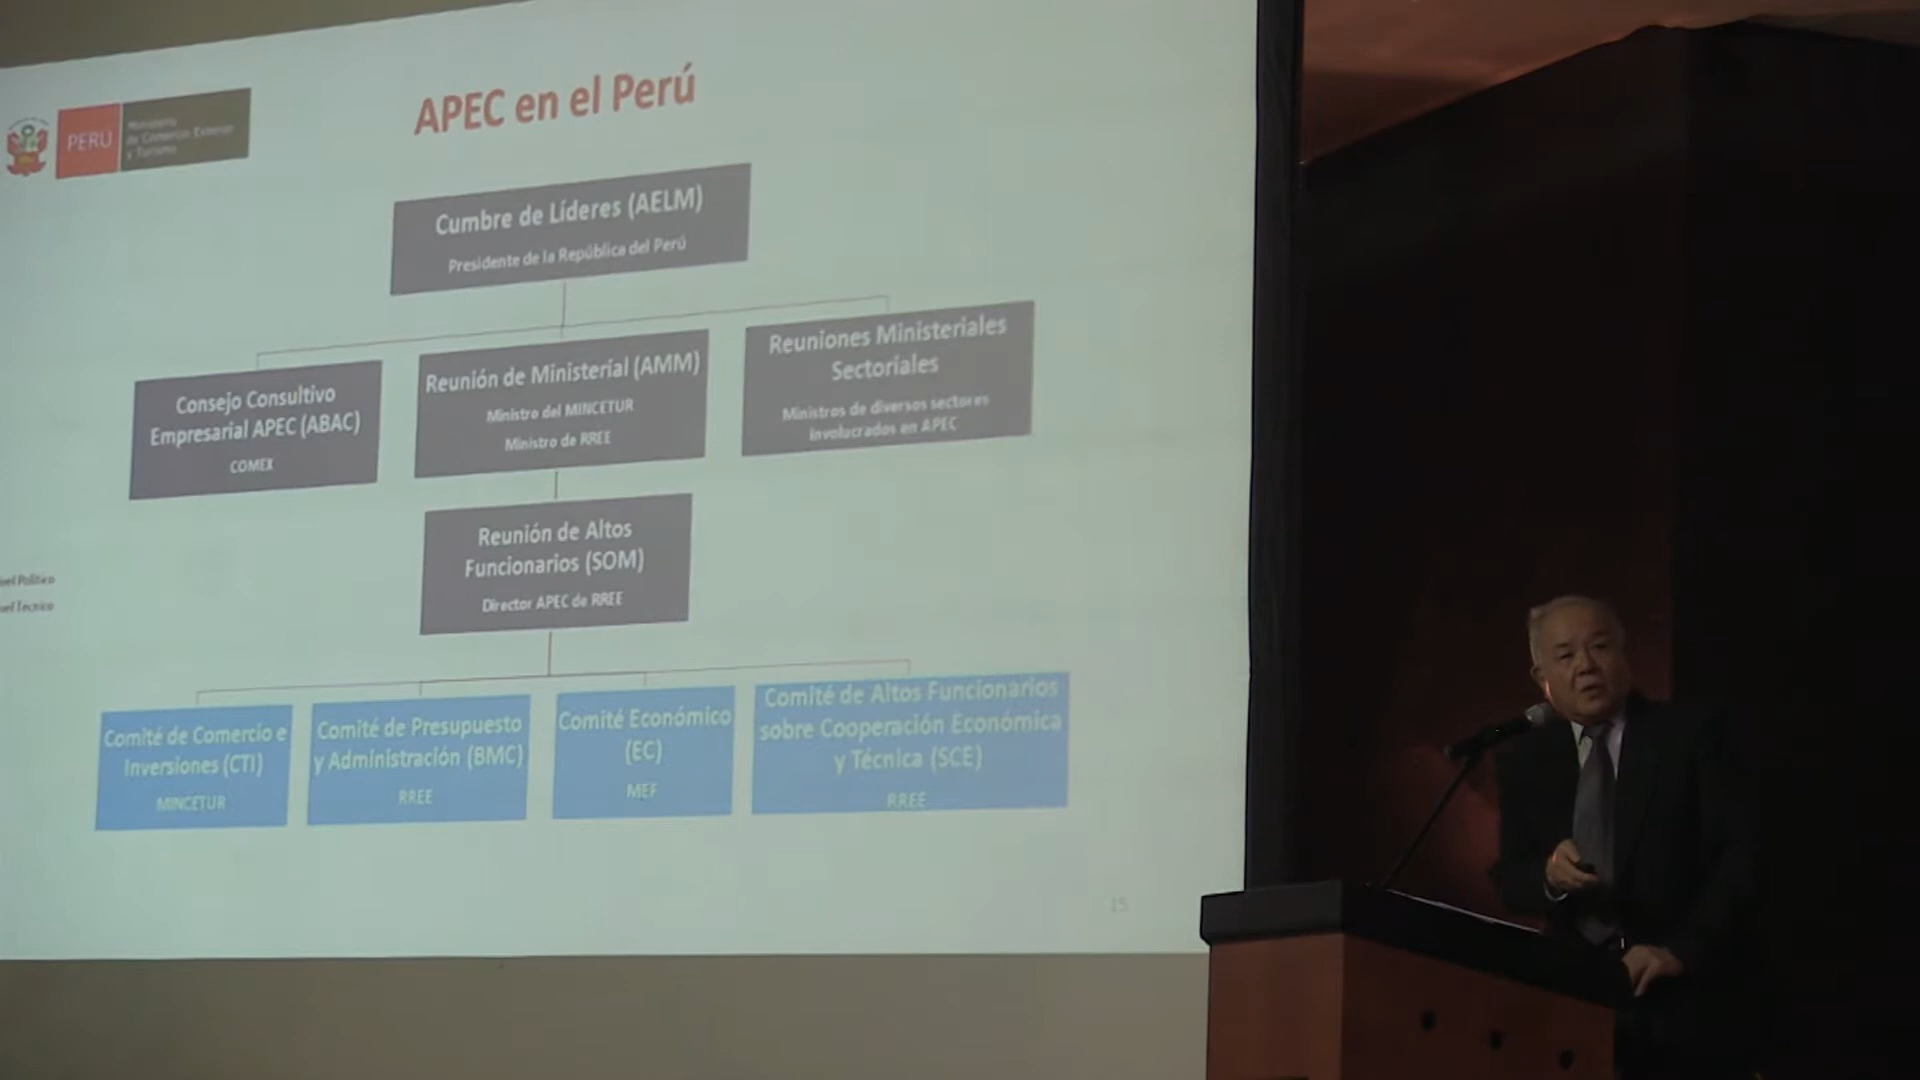 APEC en el Perú
PERÚ
Ministerio
de Comercio Exterior
y Turismo
Cumbre de Líderes (AELM)
Presidente de la República del Perú
Consejo Consultivo
Empresarial APEC (ABAC)
COMEX
Reunión de Ministerial (AMM)
Ministro del MINCETUR
Ministro de RREE
Reuniones Ministeriales
Sectoriales
Ministros de diversos sectores
involucrados en APEC
Reunión de Altos
Funcionarios (SOM)
Director APEC de RREE
Político
Técnico
Comité de Comercio e
Inversiones (CTI)
MINCETUR
Comité de Presupuesto
y Administración (BMC)
RREE
Comité Económico
(EC)
MEF
Comité de Altos Funcionarios
sobre Cooperación Económica
y Técnica (SCE)
RREE
15